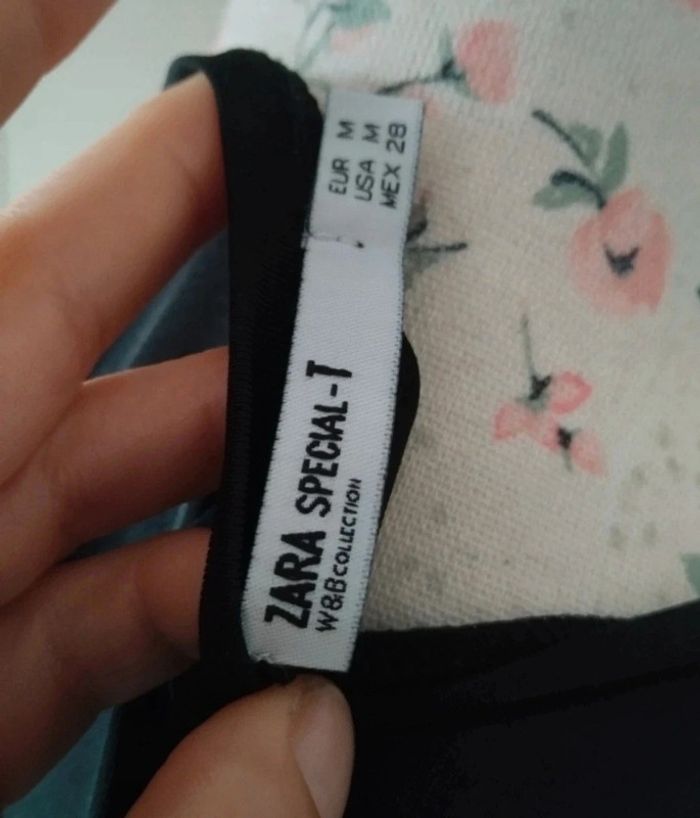 ZARA SPECIAL-T
W&B COLLECTION
EUR M
USA M
MEX 28